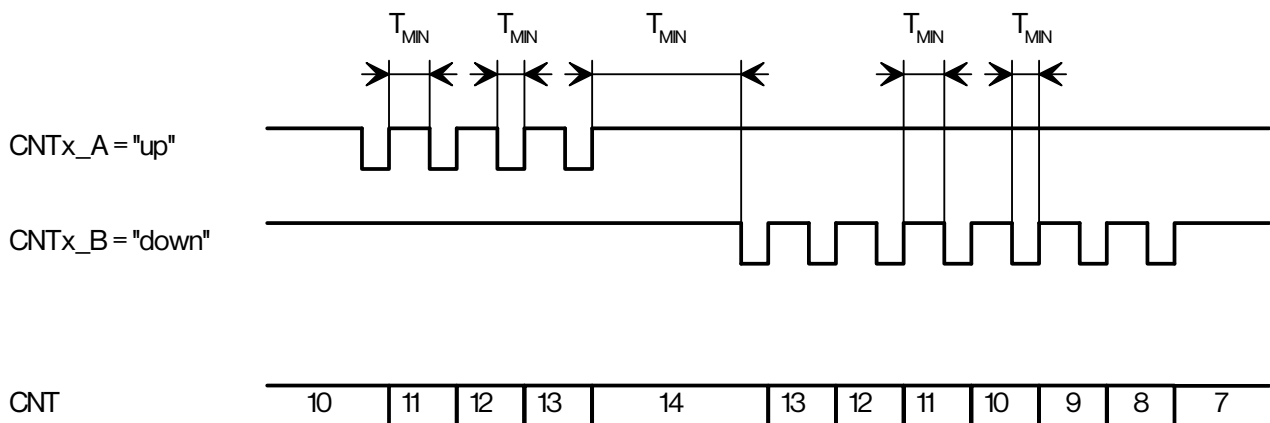 TMIN TMIN TMIN TMIN TMIN
CNTx_A = "up"
CNTx_B = "down"
CNT 10 11 12 13 14 13 12 11 10 9 8 7